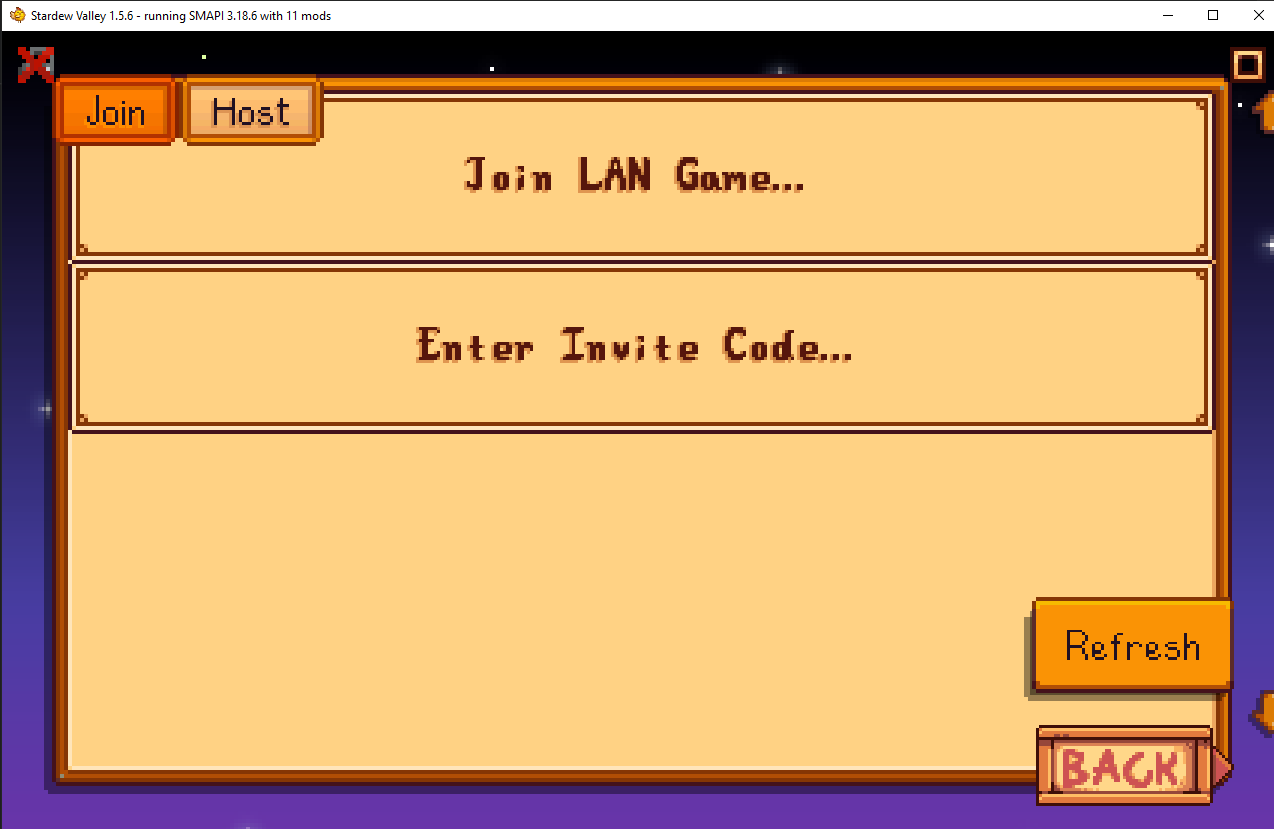 Stardew Valley 1.5.6 - running SMAPI 3.18.6 with 11 mods
Join Host
Join LAN Game...
Enter Invite Code...
Refresh
BACK